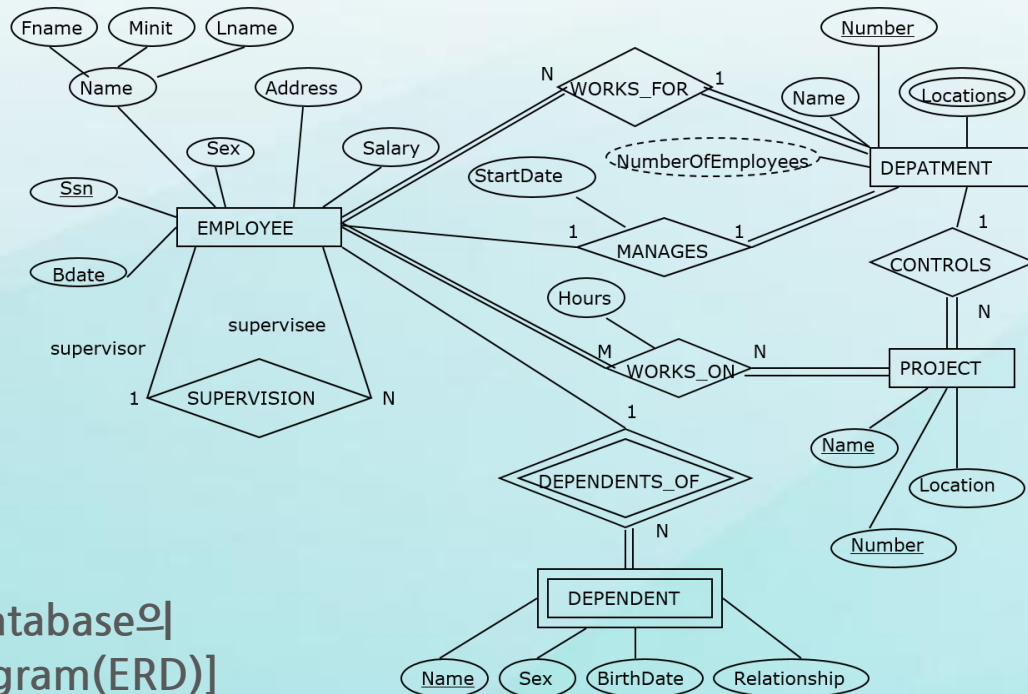 Fname
Minit
Lname
Number
Name
Address
N
WORKS_FOR
1
Name
Locations
Sex
Salary
NumberOfEmployees
DEPATMENT
StartDate
Ssn
EMPLOYEE
1
MANAGES
1
1
CONTROLS
Bdate
Hours
N
supervisor
supervisee
M
WORKS_ON
N
PROJECT
1
SUPERVISION
N
1
Name
DEPENDENTS_OF
Location
N
Number
DEPENDENT
tabase의
gram(ERD)]
Name
Sex
BirthDate
Relationship